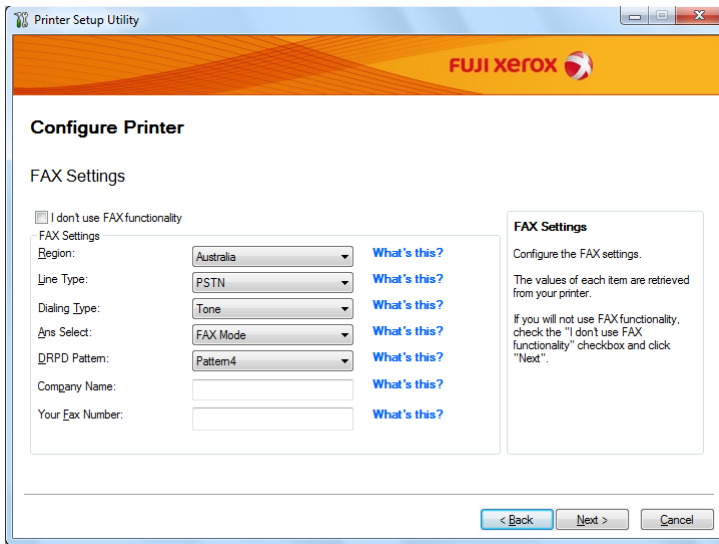 Printer Setup Utility
FUJI XEROX
Configure Printer
FAX Settings
I don't use FAX functionality
FAX Settings
Region:
Australia
What's this?
Line Type:
PSTN
What's this?
Dialing Type:
Tone
What's this?
Ans Select:
FAX Mode
What's this?
DRPD Pattern:
Pattern4
What's this?
Company Name:
What's this?
Your Fax Number:
What's this?
FAX Settings
Configure the FAX settings.
The values of each item are retrieved
from your printer.
If you will not use FAX functionality,
check the "I don't use FAX
functionality" checkbox and click
"Next".
< Back
Next >
Cancel